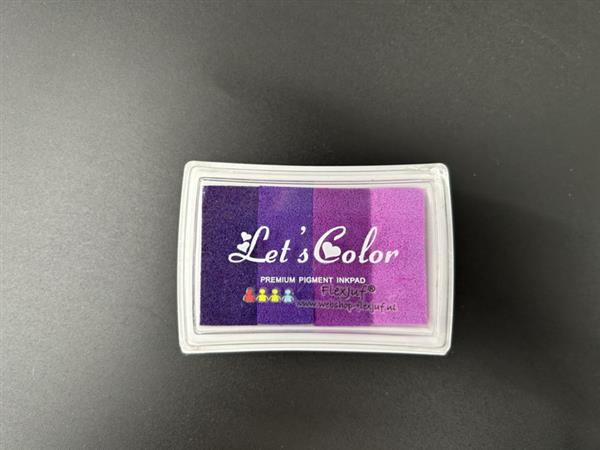 Let's Color
PREMIUM PIGMENT INKPAD
FlexJuf®
www.webshop-flexjuf.nl